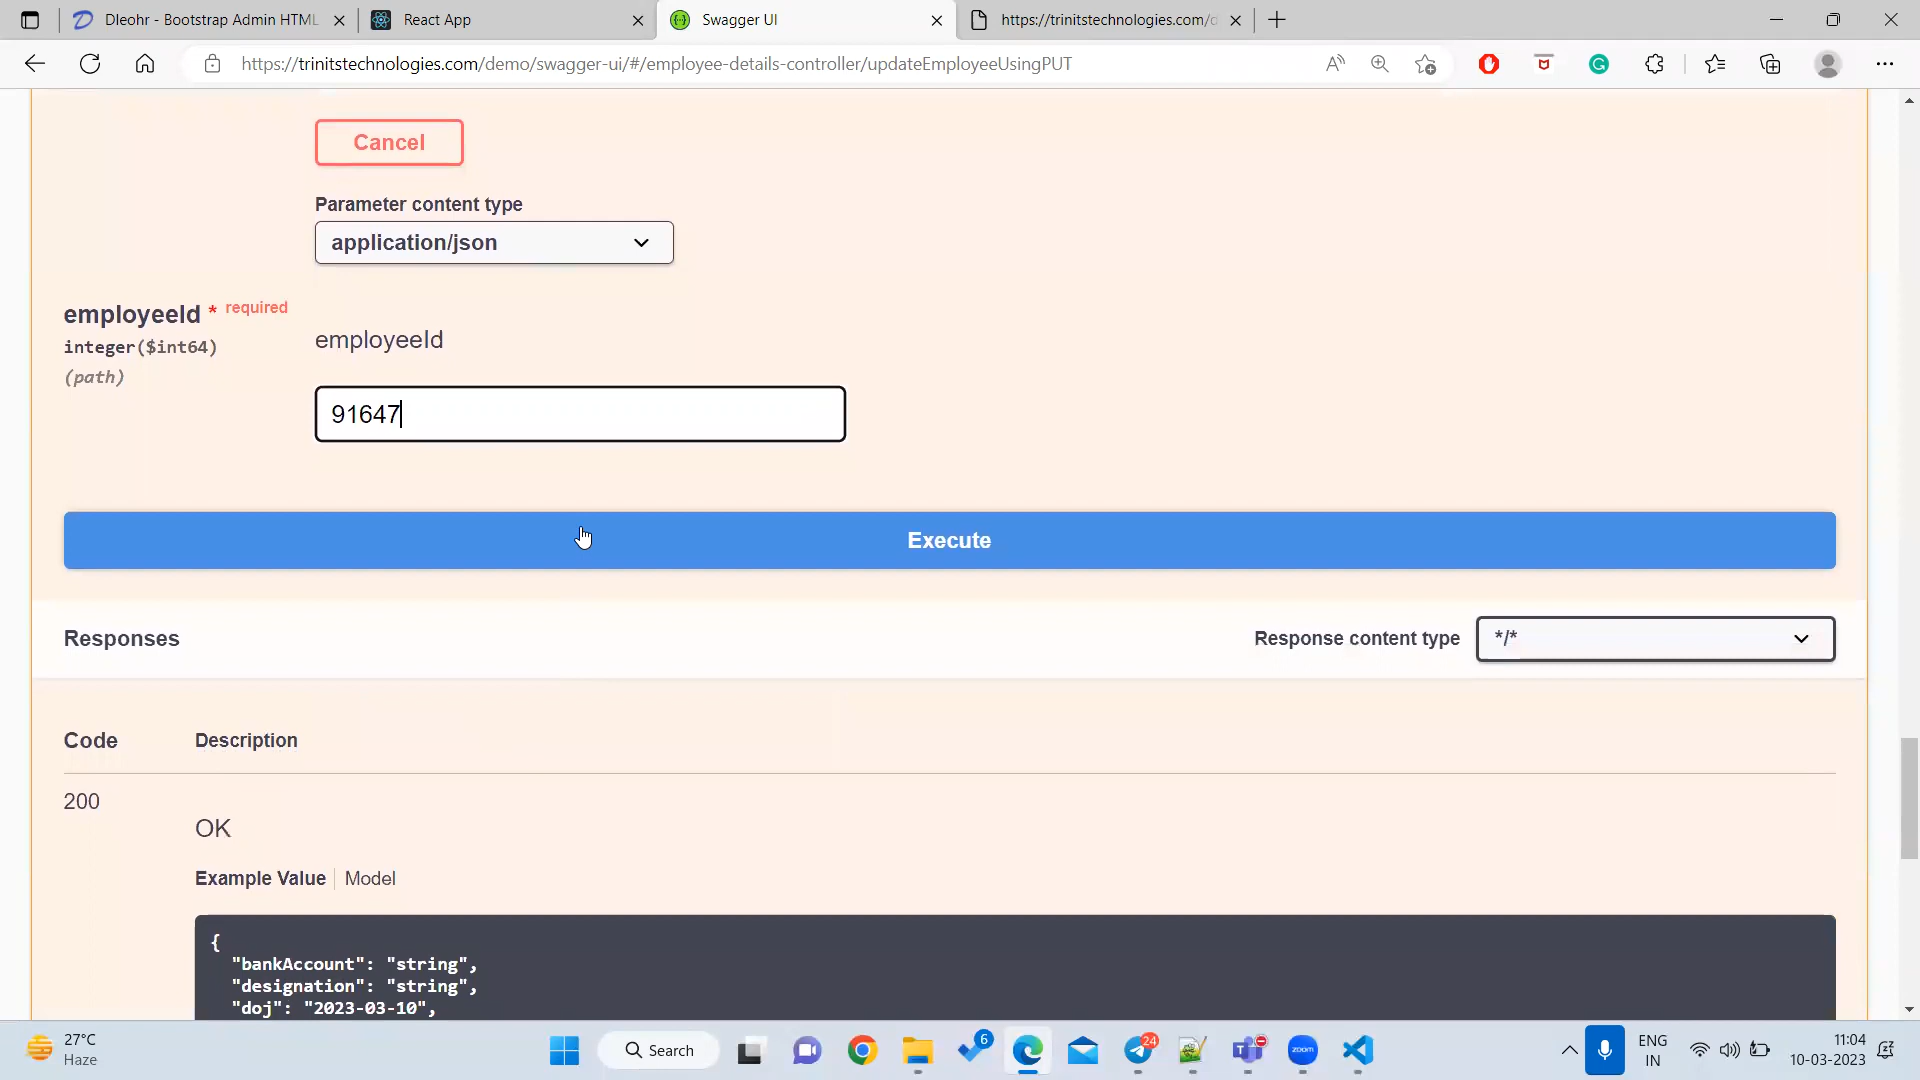 Dleohr - Bootstrap Admin HTML
React App
Swagger UI
https://trinitstechnologies.com/d
https://trinitstechnologies.com/demo/swagger-ui/#/employee-details-controller/updateEmployeeUsingPUT
Cancel
Parameter content type
application/json
employeeId * required
integer($int64)
(path)
employeeId
91647
Execute
Responses
Response content type
*/*
Code
Description
200
OK
Example Value
Model
{
"bankAccount": "string",
"designation": "string",
"doj": "2023-03-10",
27°C
Haze
Search
6
24
zoom
ENG
IN
11:04
10-03-2023